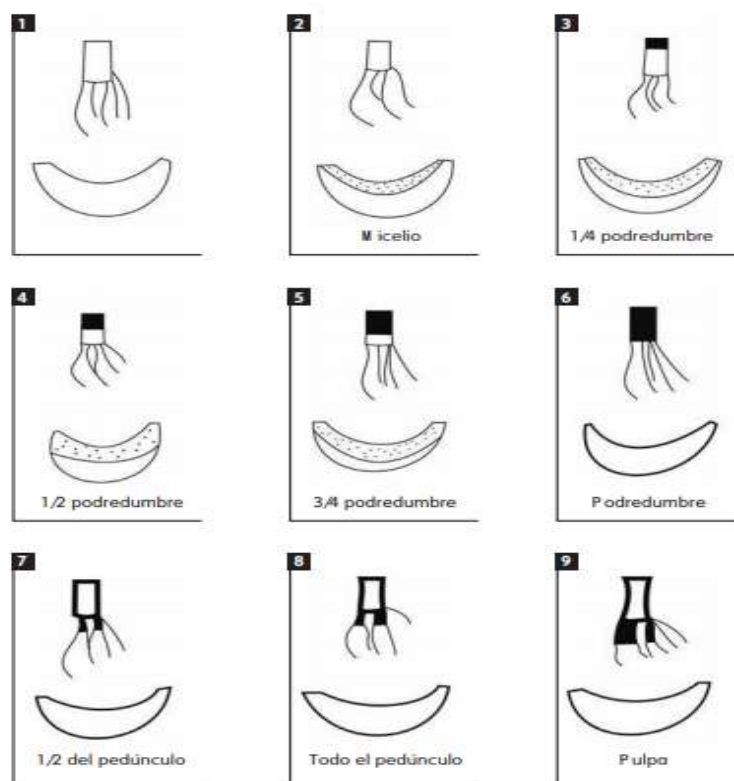 1
2
3
Micelio
1/4 podredumbre
4
5
6
1/2 podredumbre
3/4 podredumbre
Podredumbre
7
8
9
1/2 del pedúnculo
Todo el pedúnculo
Pulpa